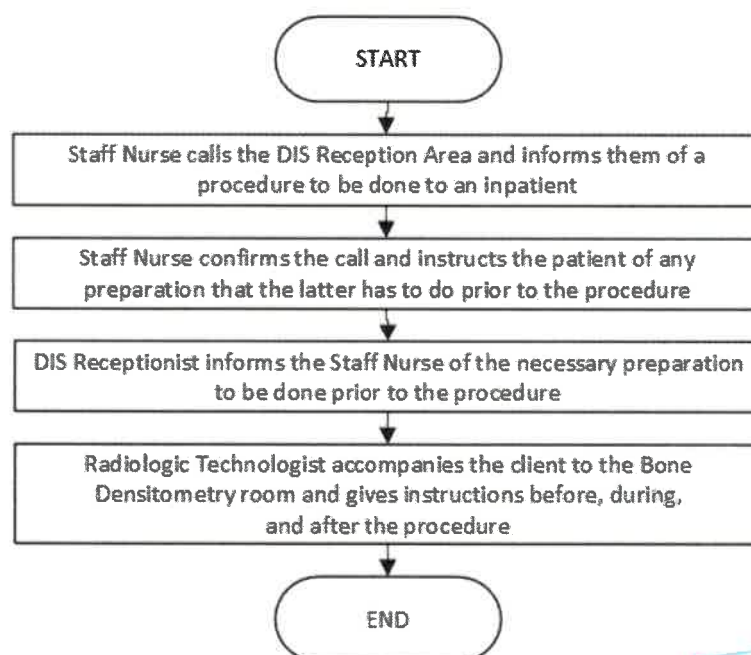 START
Staff Nurse calls the DIS Reception Area and informs them of a
procedure to be done to an inpatient
Staff Nurse confirms the call and instructs the patient of any
preparation that the latter has to do prior to the procedure
DIS Receptionist informs the Staff Nurse of the necessary preparation
to be done prior to the procedure
Radiologic Technologist accompanies the client to the Bone
Densitometry room and gives instructions before, during,
and after the procedure
END